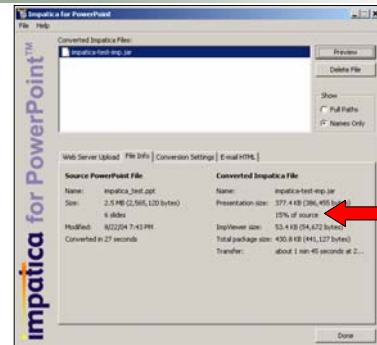 Impatica for PowerPoint
File Help
impatica for PowerPoint™
Converted Impatica Files:
impatica-test-imp.jar
Preview
Delete File
Show
Full Paths
Names Only
Web Server Upload File Info Conversion Settings E-mail HTML
Source PowerPoint File
Name: impatica_test.ppt
Size: 2.5 MB (2,565,120 bytes)
6 slides
Modified: 8/22/04 7:43 PM
Converted in 27 seconds
Converted Impatica File
Name: impatica-test-imp.jar
Presentation size: 377.4 KB (386,455 bytes)
15% of source
ImpViewer size: 53.4 KB (54,672 bytes)
Total package size: 430.8 KB (441,127 bytes)
Transfer: about 1 min 45 seconds at 2...
Done